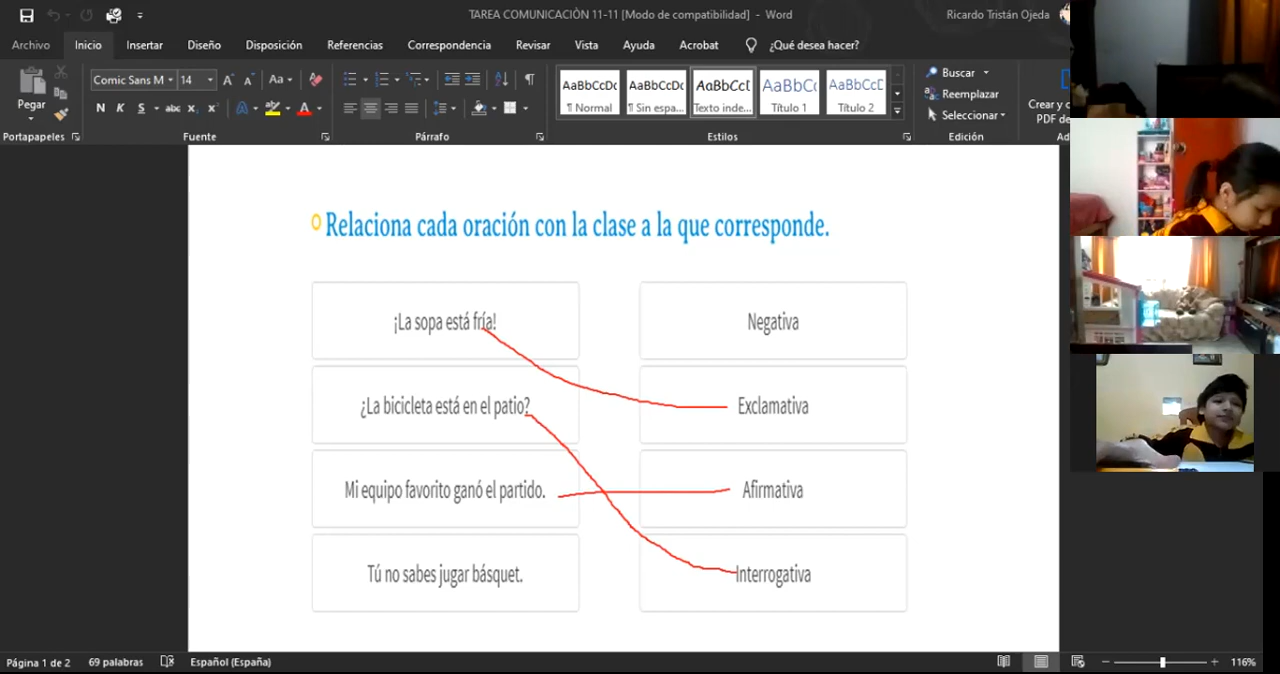 TAREA COMUNICACIÒN 11-11 [Modo de compatibilidad] - Word
Ricardo Tristán Ojeda
Archivo Inicio Insertar Diseño Disposición Referencias Correspondencia Revisar Vista Ayuda Acrobat ¿Qué desea hacer?
Pegar
Comic Sans M 14 A A Aa
N K S abc x x A A
AaBbCcDc AaBbCcDc AaBbCcL AaBbCc AaBbCcD
¶ Normal ¶ Sin espa... Texto inde... Título 1 Título 2
Buscar
Reemplazar
Seleccionar
Crear y c
PDF de
Portapapeles Fuente Párrafo Estilos Edición Ad
Relaciona cada oración con la clase a la que corresponde.
¡La sopa está fría! Negativa
¿La bicicleta está en el patio? Exclamativa
Mi equipo favorito ganó el partido. Afirmativa
Tú no sabes jugar básquet. Interrogativa
Página 1 de 2 69 palabras Español (España) 116%